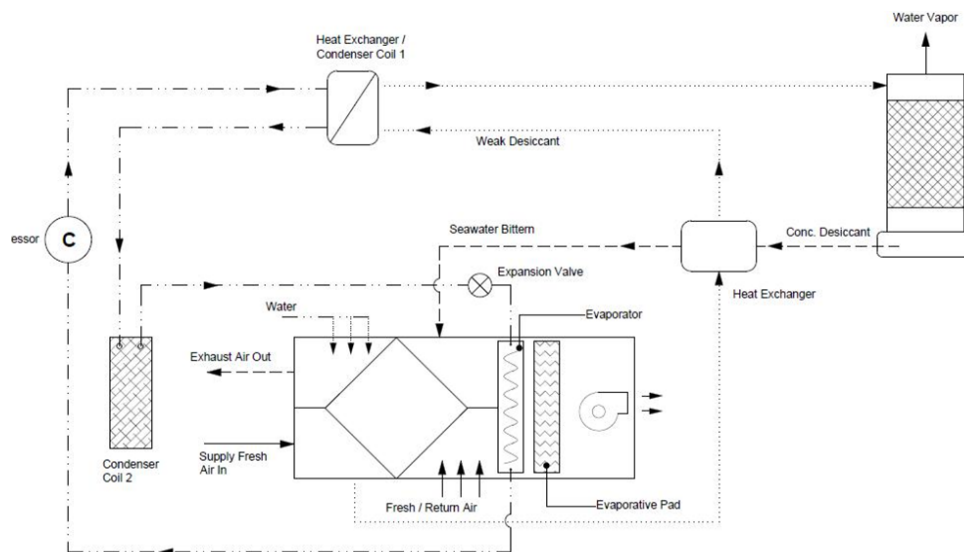 Water Vapor
Heat Exchanger /
Condenser Coil 1
Weak Desiccant
C
essor
Seawater Bittern
Conc. Desiccant
Expansion Valve
Heat Exchanger
Water
Evaporator
Exhaust Air Out
Supply Fresh
Air In
Condenser
Coil 2
Fresh / Return Air
Evaporative Pad